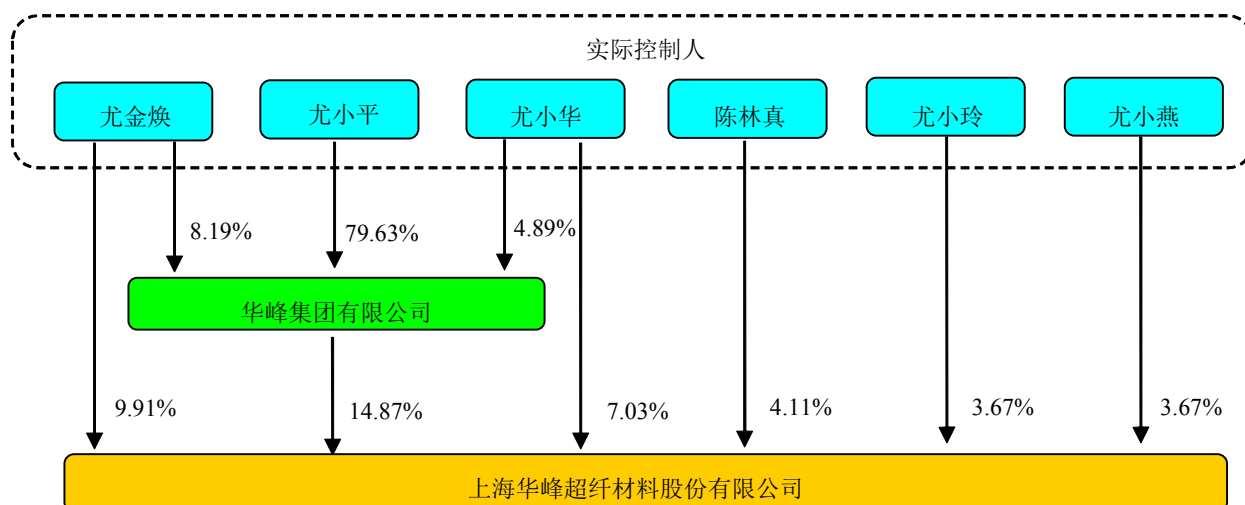 实际控制人
尤金焕
尤小平
尤小华
陈林真
尤小玲
尤小燕
8.19%
79.63%
4.89%
华峰集团有限公司
9.91%
14.87%
7.03%
4.11%
3.67%
3.67%
上海华峰超纤材料股份有限公司